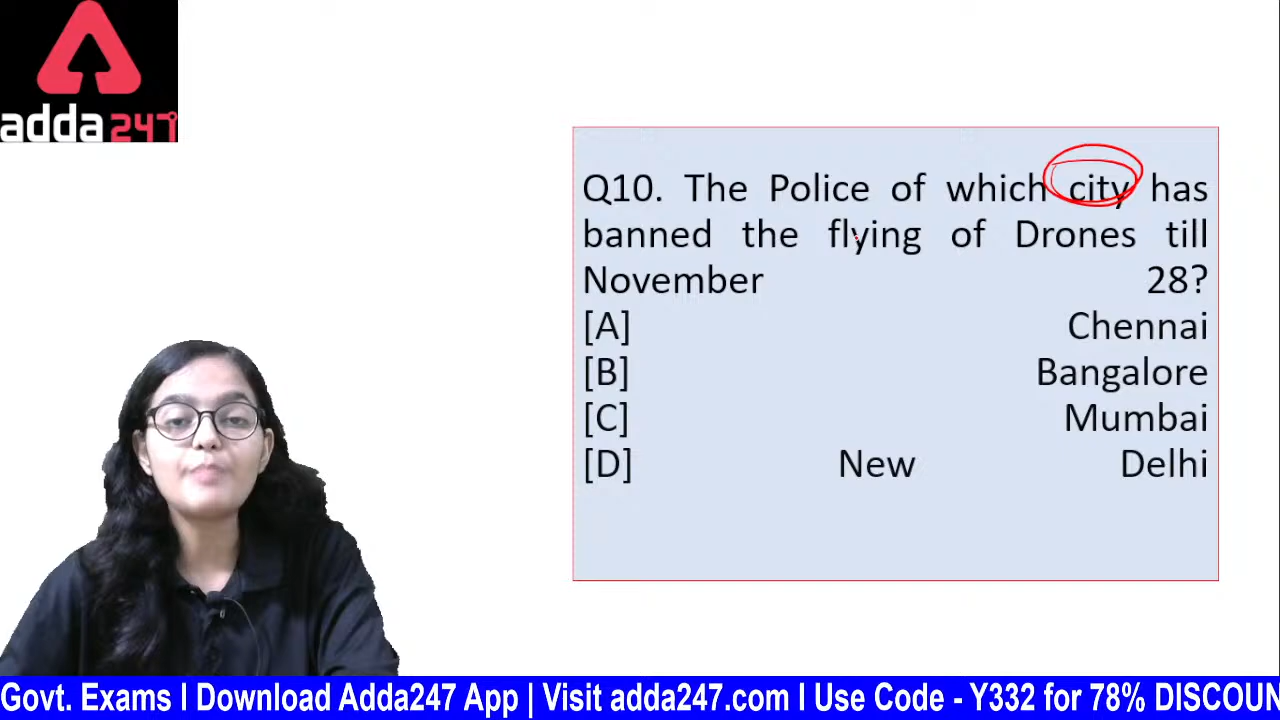 adda247
Q10. The Police of which city has
banned the flying of Drones till
November 28?
[A] Chennai
[B] Bangalore
[C] Mumbai
[D] New Delhi
Govt. Exams I Download Adda247 App | Visit adda247.com I Use Code - Y332 for 78% DISCOUN